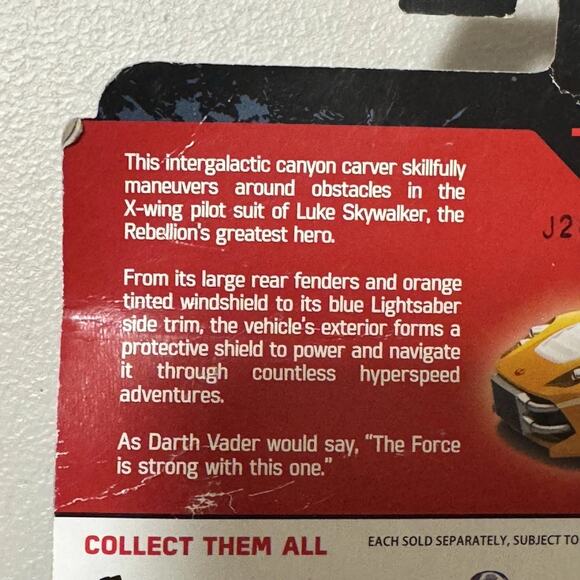 This intergalactic canyon carver skillfully
maneuvers around obstacles in the
X-wing pilot suit of Luke Skywalker, the
Rebellion's greatest hero.
From its large rear fenders and orange
tinted windshield to its blue Lightsaber
side trim, the vehicle's exterior forms a
protective shield to power and navigate
it through countless hyperspeed
adventures.
As Darth Vader would say, "The Force
is strong with this one."
J2
COLLECT THEM ALL
EACH SOLD SEPARATELY, SUBJECT TO